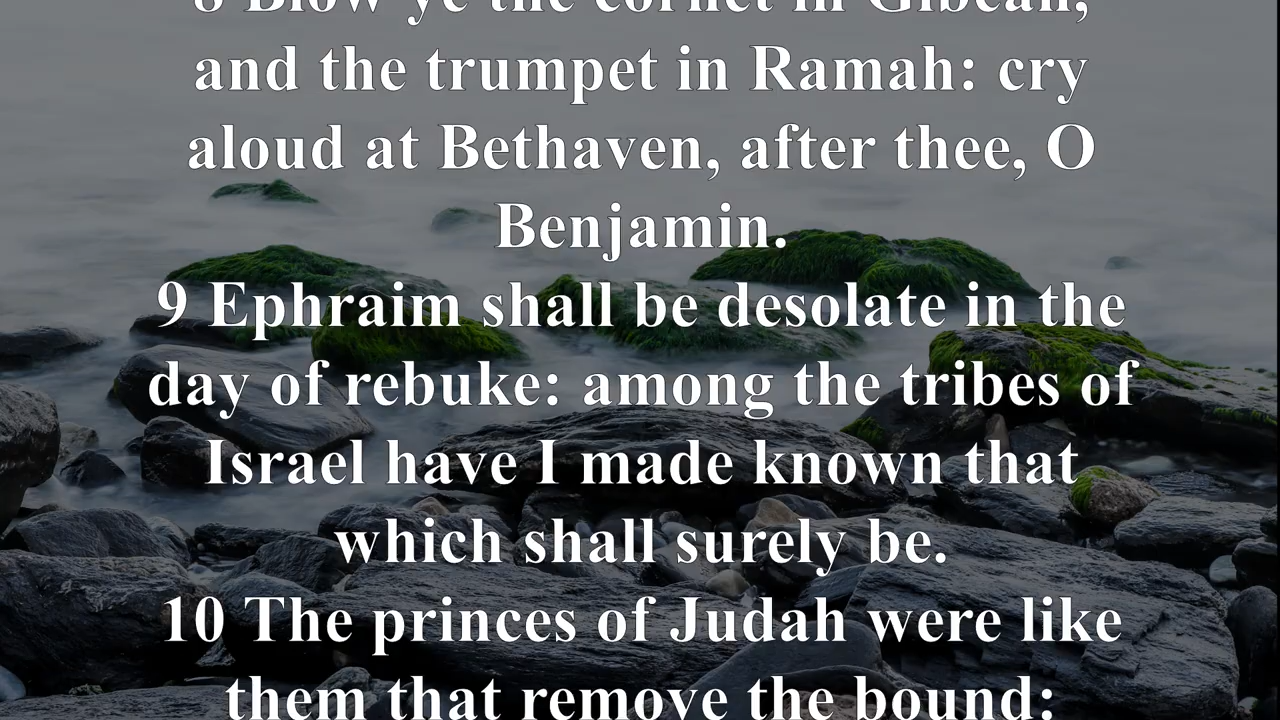 8 Blow ye the cornet in Gibeah,
and the trumpet in Ramah: cry
aloud at Bethaven, after thee, O
Benjamin.
9 Ephraim shall be desolate in the
day of rebuke: among the tribes of
Israel have I made known that
which shall surely be.
10 The princes of Judah were like
them that remove the bound: